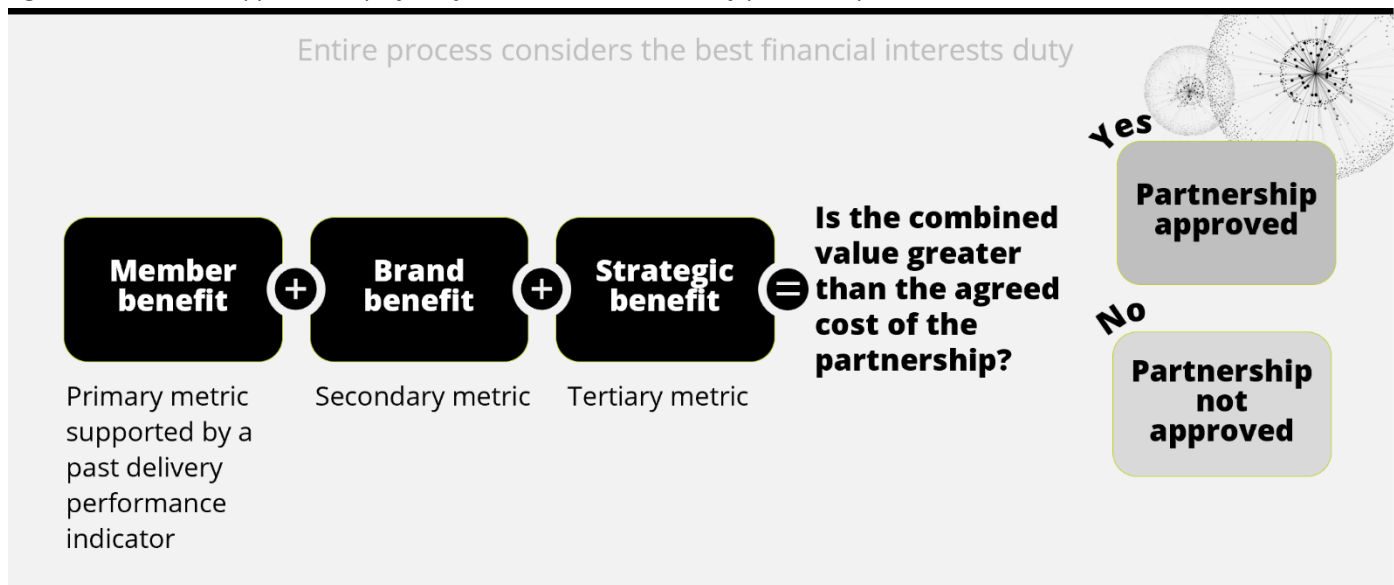 Entire process considers the best financial interests duty
Yes
Partnership
approved
Member
benefit
+
Brand
benefit
+
Strategic
benefit
=
Is the combined
value greater
than the agreed
cost of the
partnership?
No
Partnership
not
approved
Primary metric
supported by a
past delivery
performance
indicator
Secondary metric
Tertiary metric